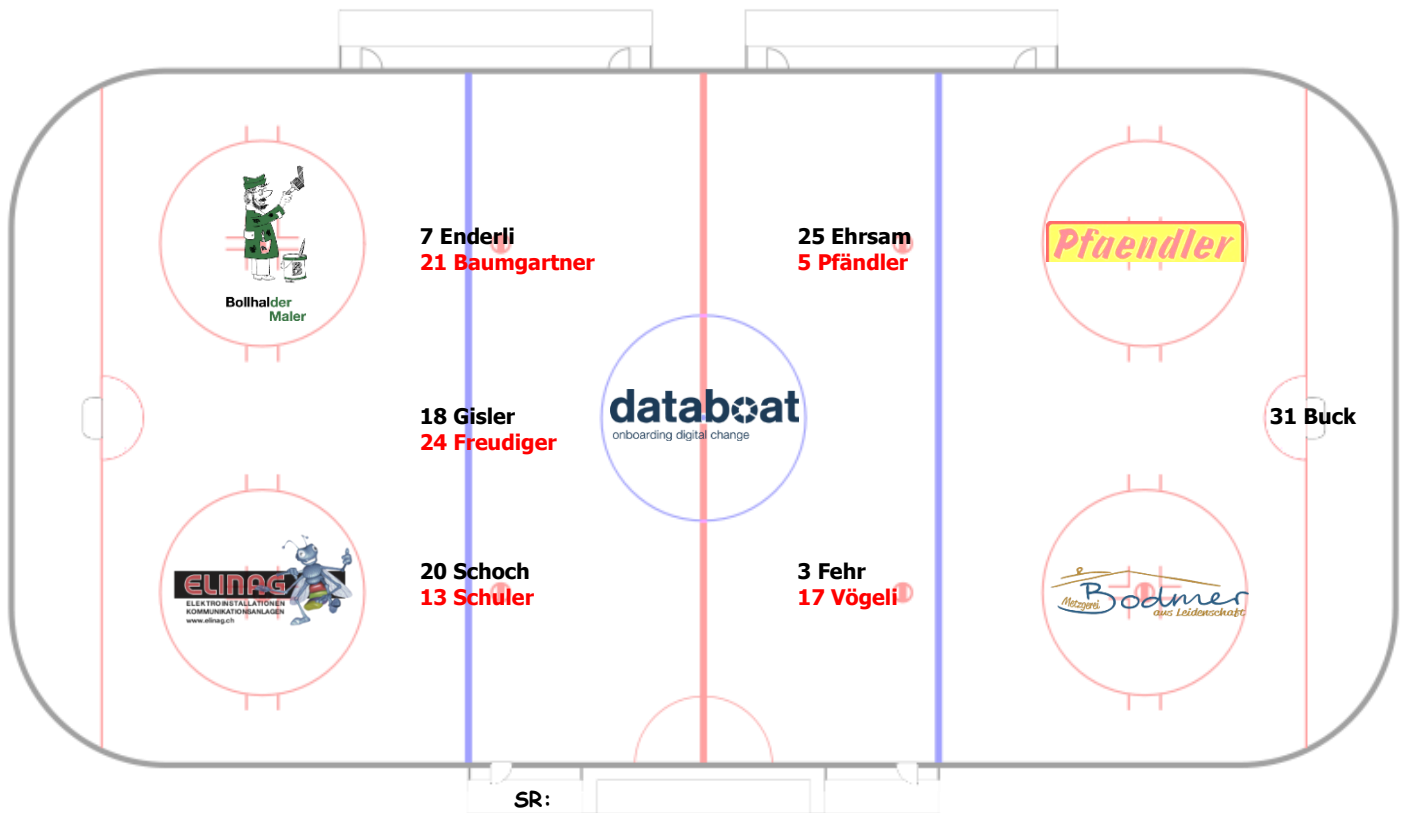 7 Enderli
21 Baumgartner
25 Ehrsam
5 Pfändler
Pfaendler
Bollhalder
Maler
18 Gisler
24 Freudiger
databoat
onboarding digital change
31 Buck
ELINAG
ELEKTROINSTALLATIONEN
KOMMUNIKATIONSANLAGEN
www.elinag.ch
20 Schoch
13 Schuler
3 Fehr
17 Vögeli
Metzgerei
Bodmer
aus Leidenschaft
SR: